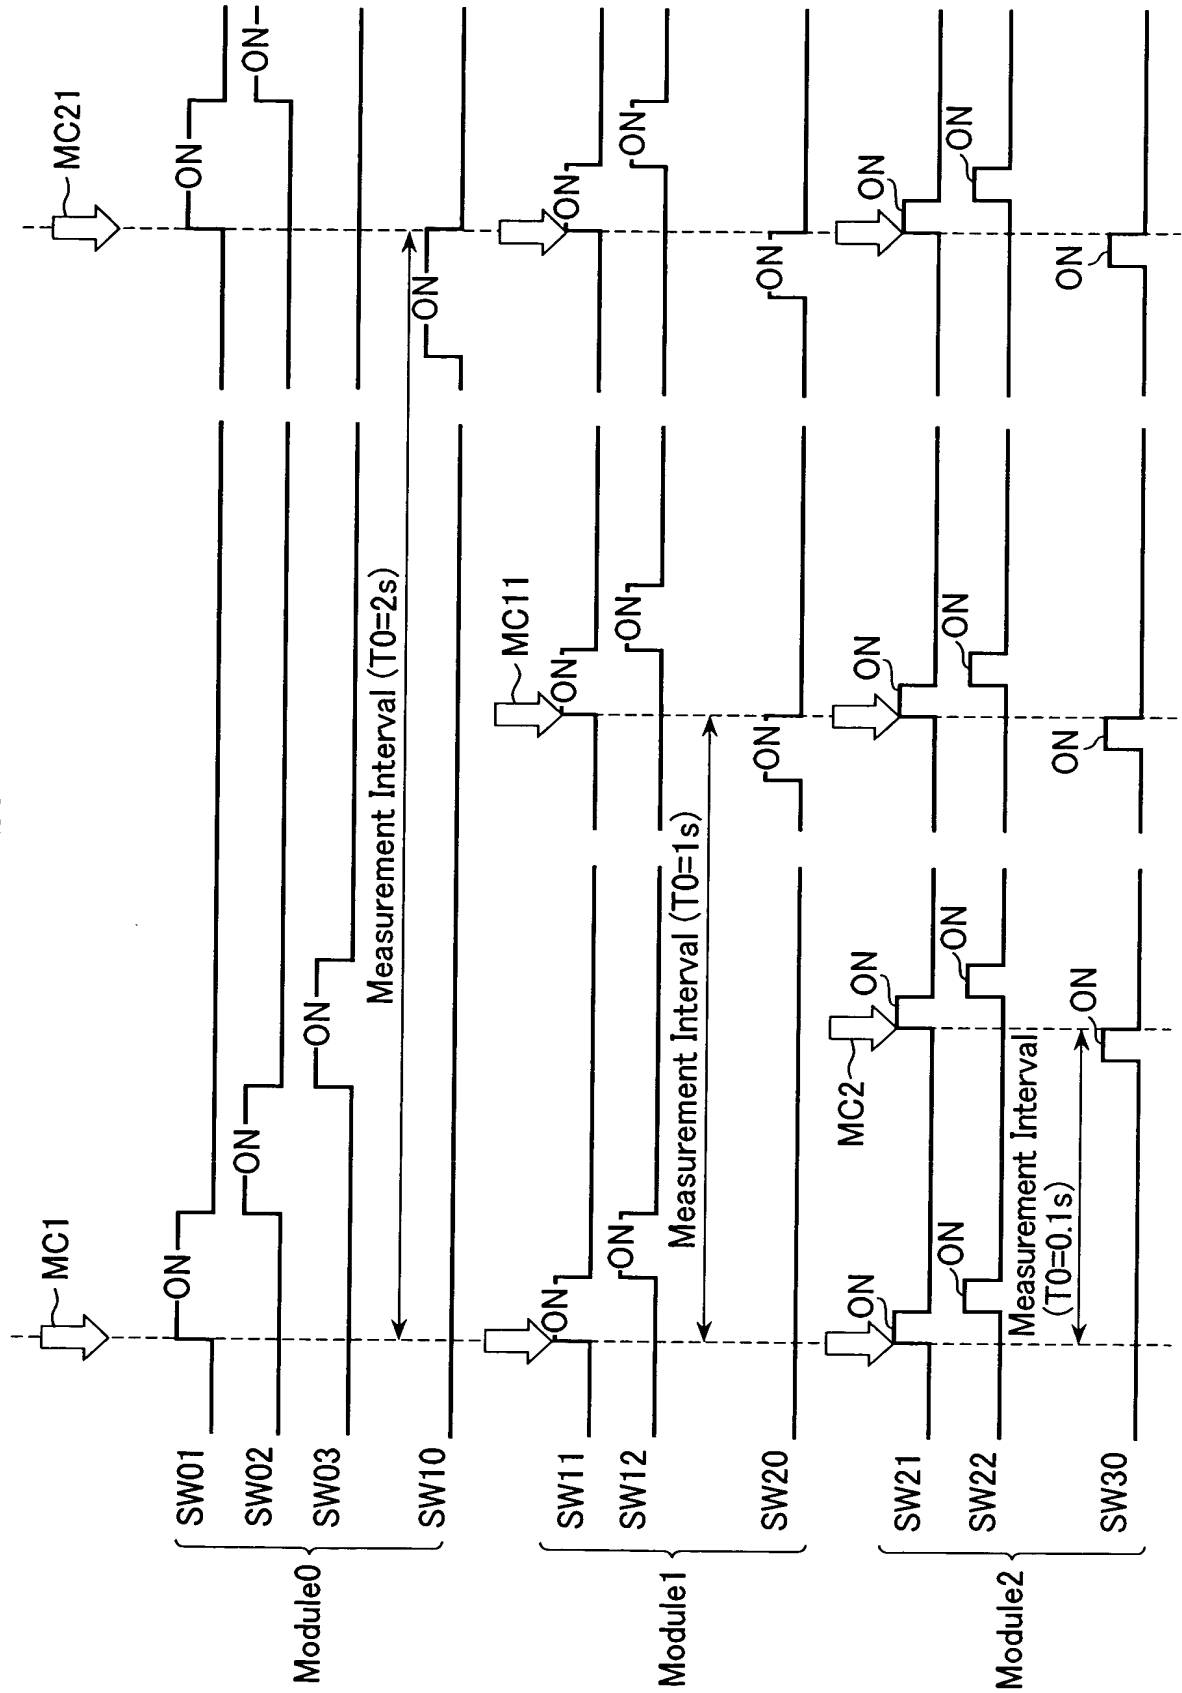 MC1
MC21
Module0
SW01
ON
ON
SW02
ON
ON
SW03
ON
Measurement Interval (T0=2s)
SW10
ON
MC11
Module1
SW11
ON
ON
ON
SW12
ON
ON
ON
Measurement Interval (T0=1s)
SW20
ON
ON
MC2
Module2
SW21
ON
ON
ON
ON
SW22
ON
ON
ON
ON
Measurement Interval
(T0=0.1s)
SW30
ON
ON
ON